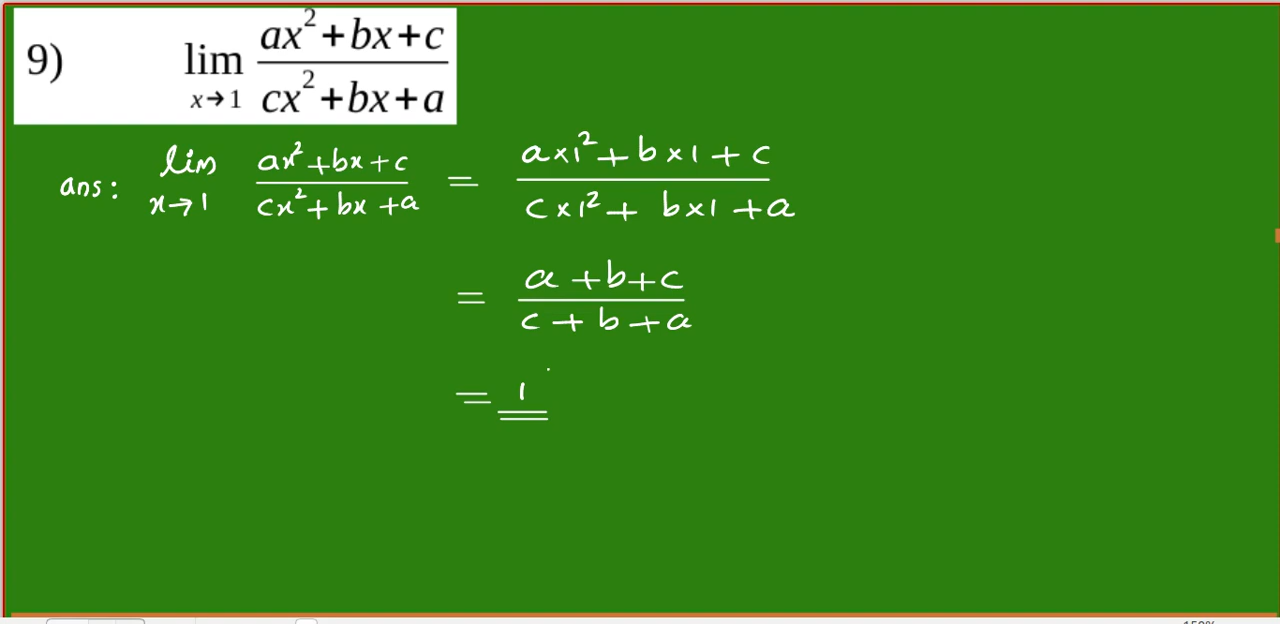 9) lim x→1 ax²+bx+c / cx²+bx+a
ans: lim x→1 ax²+bx+c / cx²+bx+a = a×1²+b×1+c / c×1²+b×1+a
= a+b+c / c+b+a
= 1